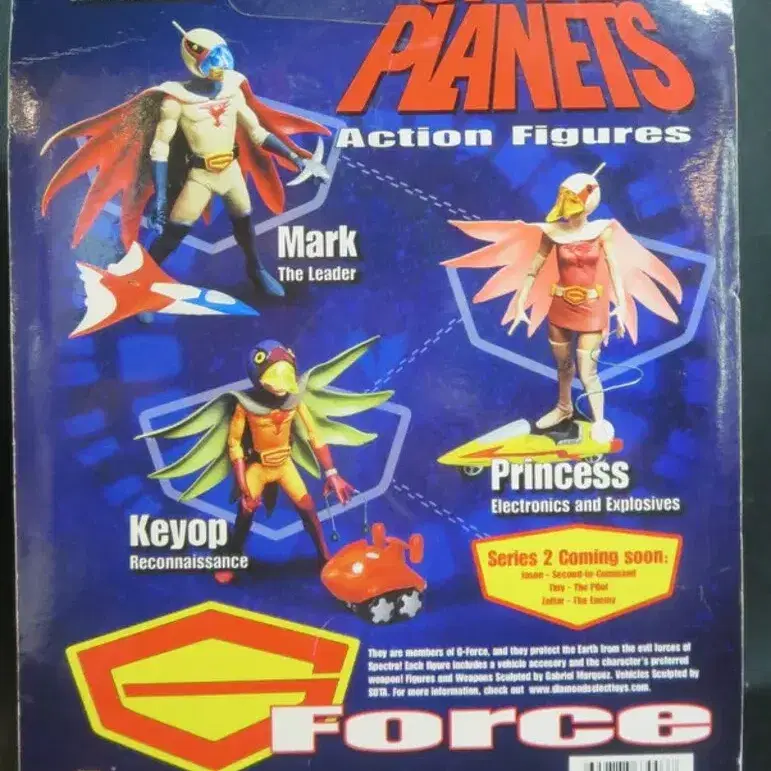 PLANETS
Action Figures
Mark
The Leader
Princess
Electronics and Explosives
Keyop
Reconnaissance
Series 2 Coming soon:
Jason - Second-in-Command
Tiny - The Pilot
Zoltar - The Enemy
They are members of G-Force, and they protect the Earth from the evil forces of
Spectra! Each figure includes a vehicle accesory and the character's preferred
weapon! Figures and Weapons Sculpted by Gabriel Marquez. Vehicles Sculpted by
SOTA. For more information, check out www.diamondselecttoys.com.
G Force